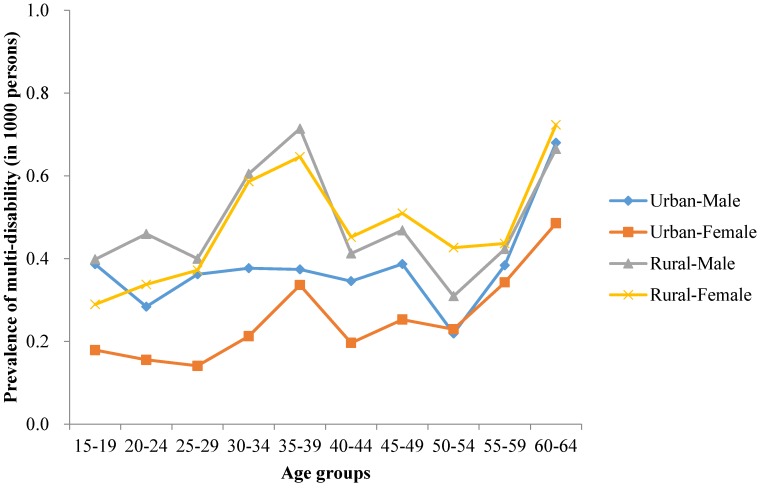 Prevalence of multi-disability (in 1000 persons)
1.0
0.8
0.6
0.4
0.2
0.0
15-19 20-24 25-29 30-34 35-39 40-44 45-49 50-54 55-59 60-64
Age groups
Urban-Male
Urban-Female
Rural-Male
Rural-Female